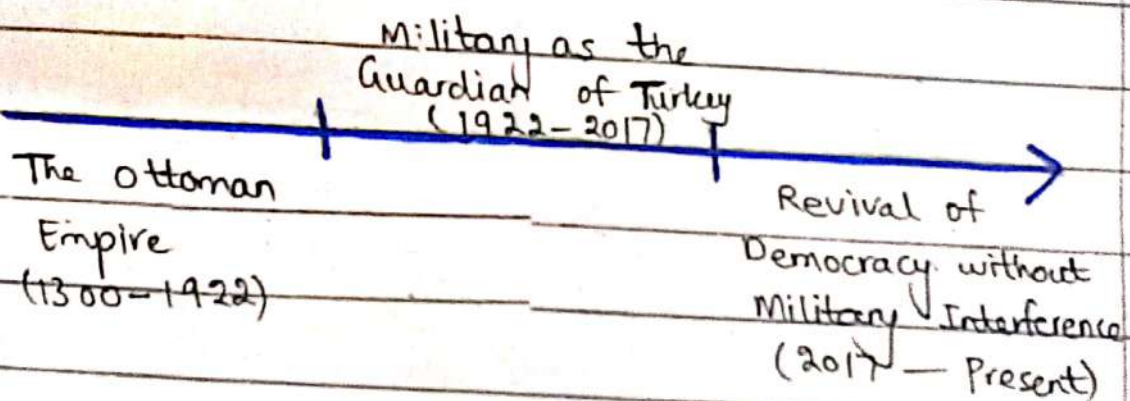 Military as the
Guardian of Turkey
(1922-2017)
The ottoman
Empire
(1300-1922)
Revival of
Democracy without
Military Interference
(2017 — Present)